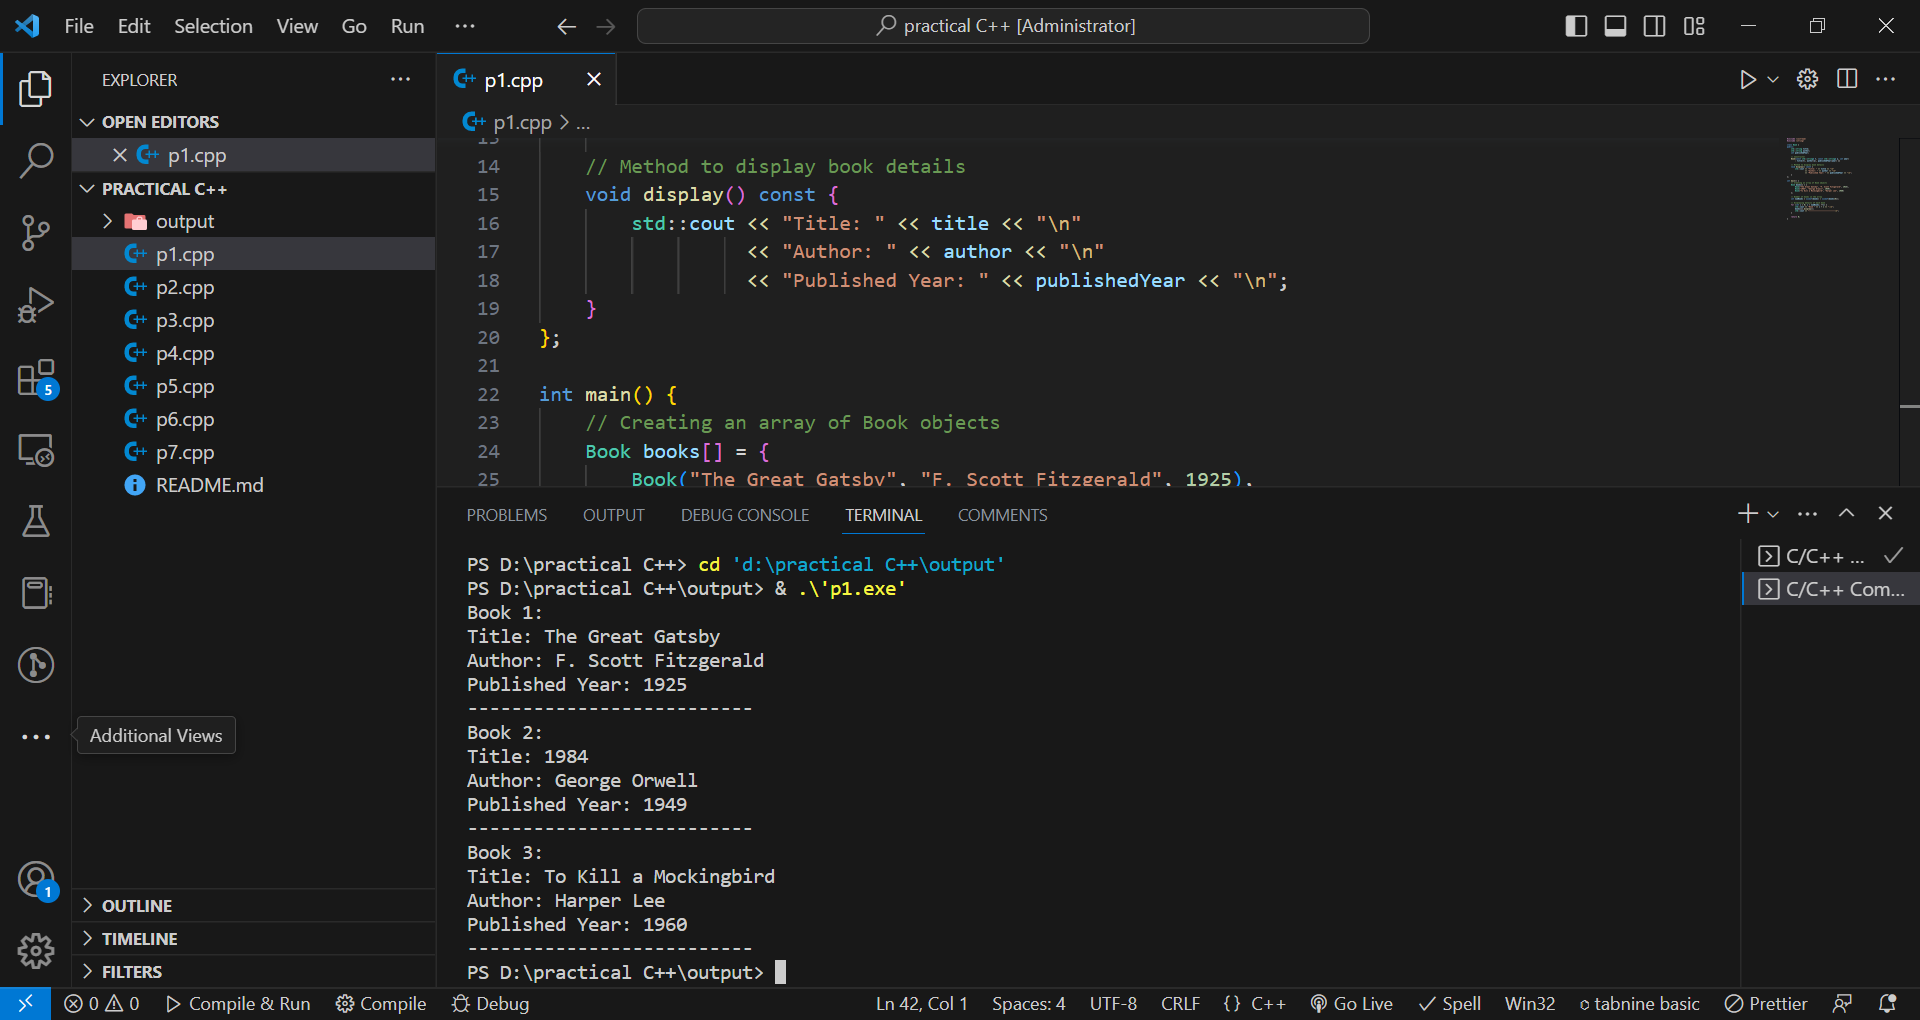 File Edit Selection View Go Run ···
practical C++ [Administrator]
EXPLORER
OPEN EDITORS
p1.cpp
PRACTICAL C++
output
p1.cpp
p2.cpp
p3.cpp
p4.cpp
p5.cpp
p6.cpp
p7.cpp
README.md
5
Additional Views
1
OUTLINE
TIMELINE
FILTERS
p1.cpp
p1.cpp > ...
14 // Method to display book details
15 void display() const {
16 std::cout << "Title: " << title << "\n"
17 << "Author: " << author << "\n"
18 << "Published Year: " << publishedYear << "\n";
19 }
20 };
21
22 int main() {
23 // Creating an array of Book objects
24 Book books[] = {
25 Book("The Great Gatsby", "F. Scott Fitzgerald", 1925),
PROBLEMS OUTPUT DEBUG CONSOLE TERMINAL COMMENTS
PS D:\practical C++> cd 'd:\practical C++\output'
PS D:\practical C++\output> & .\'p1.exe'
Book 1:
Title: The Great Gatsby
Author: F. Scott Fitzgerald
Published Year: 1925
--------------------------
Book 2:
Title: 1984
Author: George Orwell
Published Year: 1949
--------------------------
Book 3:
Title: To Kill a Mockingbird
Author: Harper Lee
Published Year: 1960
--------------------------
PS D:\practical C++\output>
C/C++ ...
C/C++ Com...
0 0 Compile & Run Compile Debug Ln 42, Col 1 Spaces: 4 UTF-8 CRLF {} C++ Go Live Spell Win32 tabnine basic Prettier